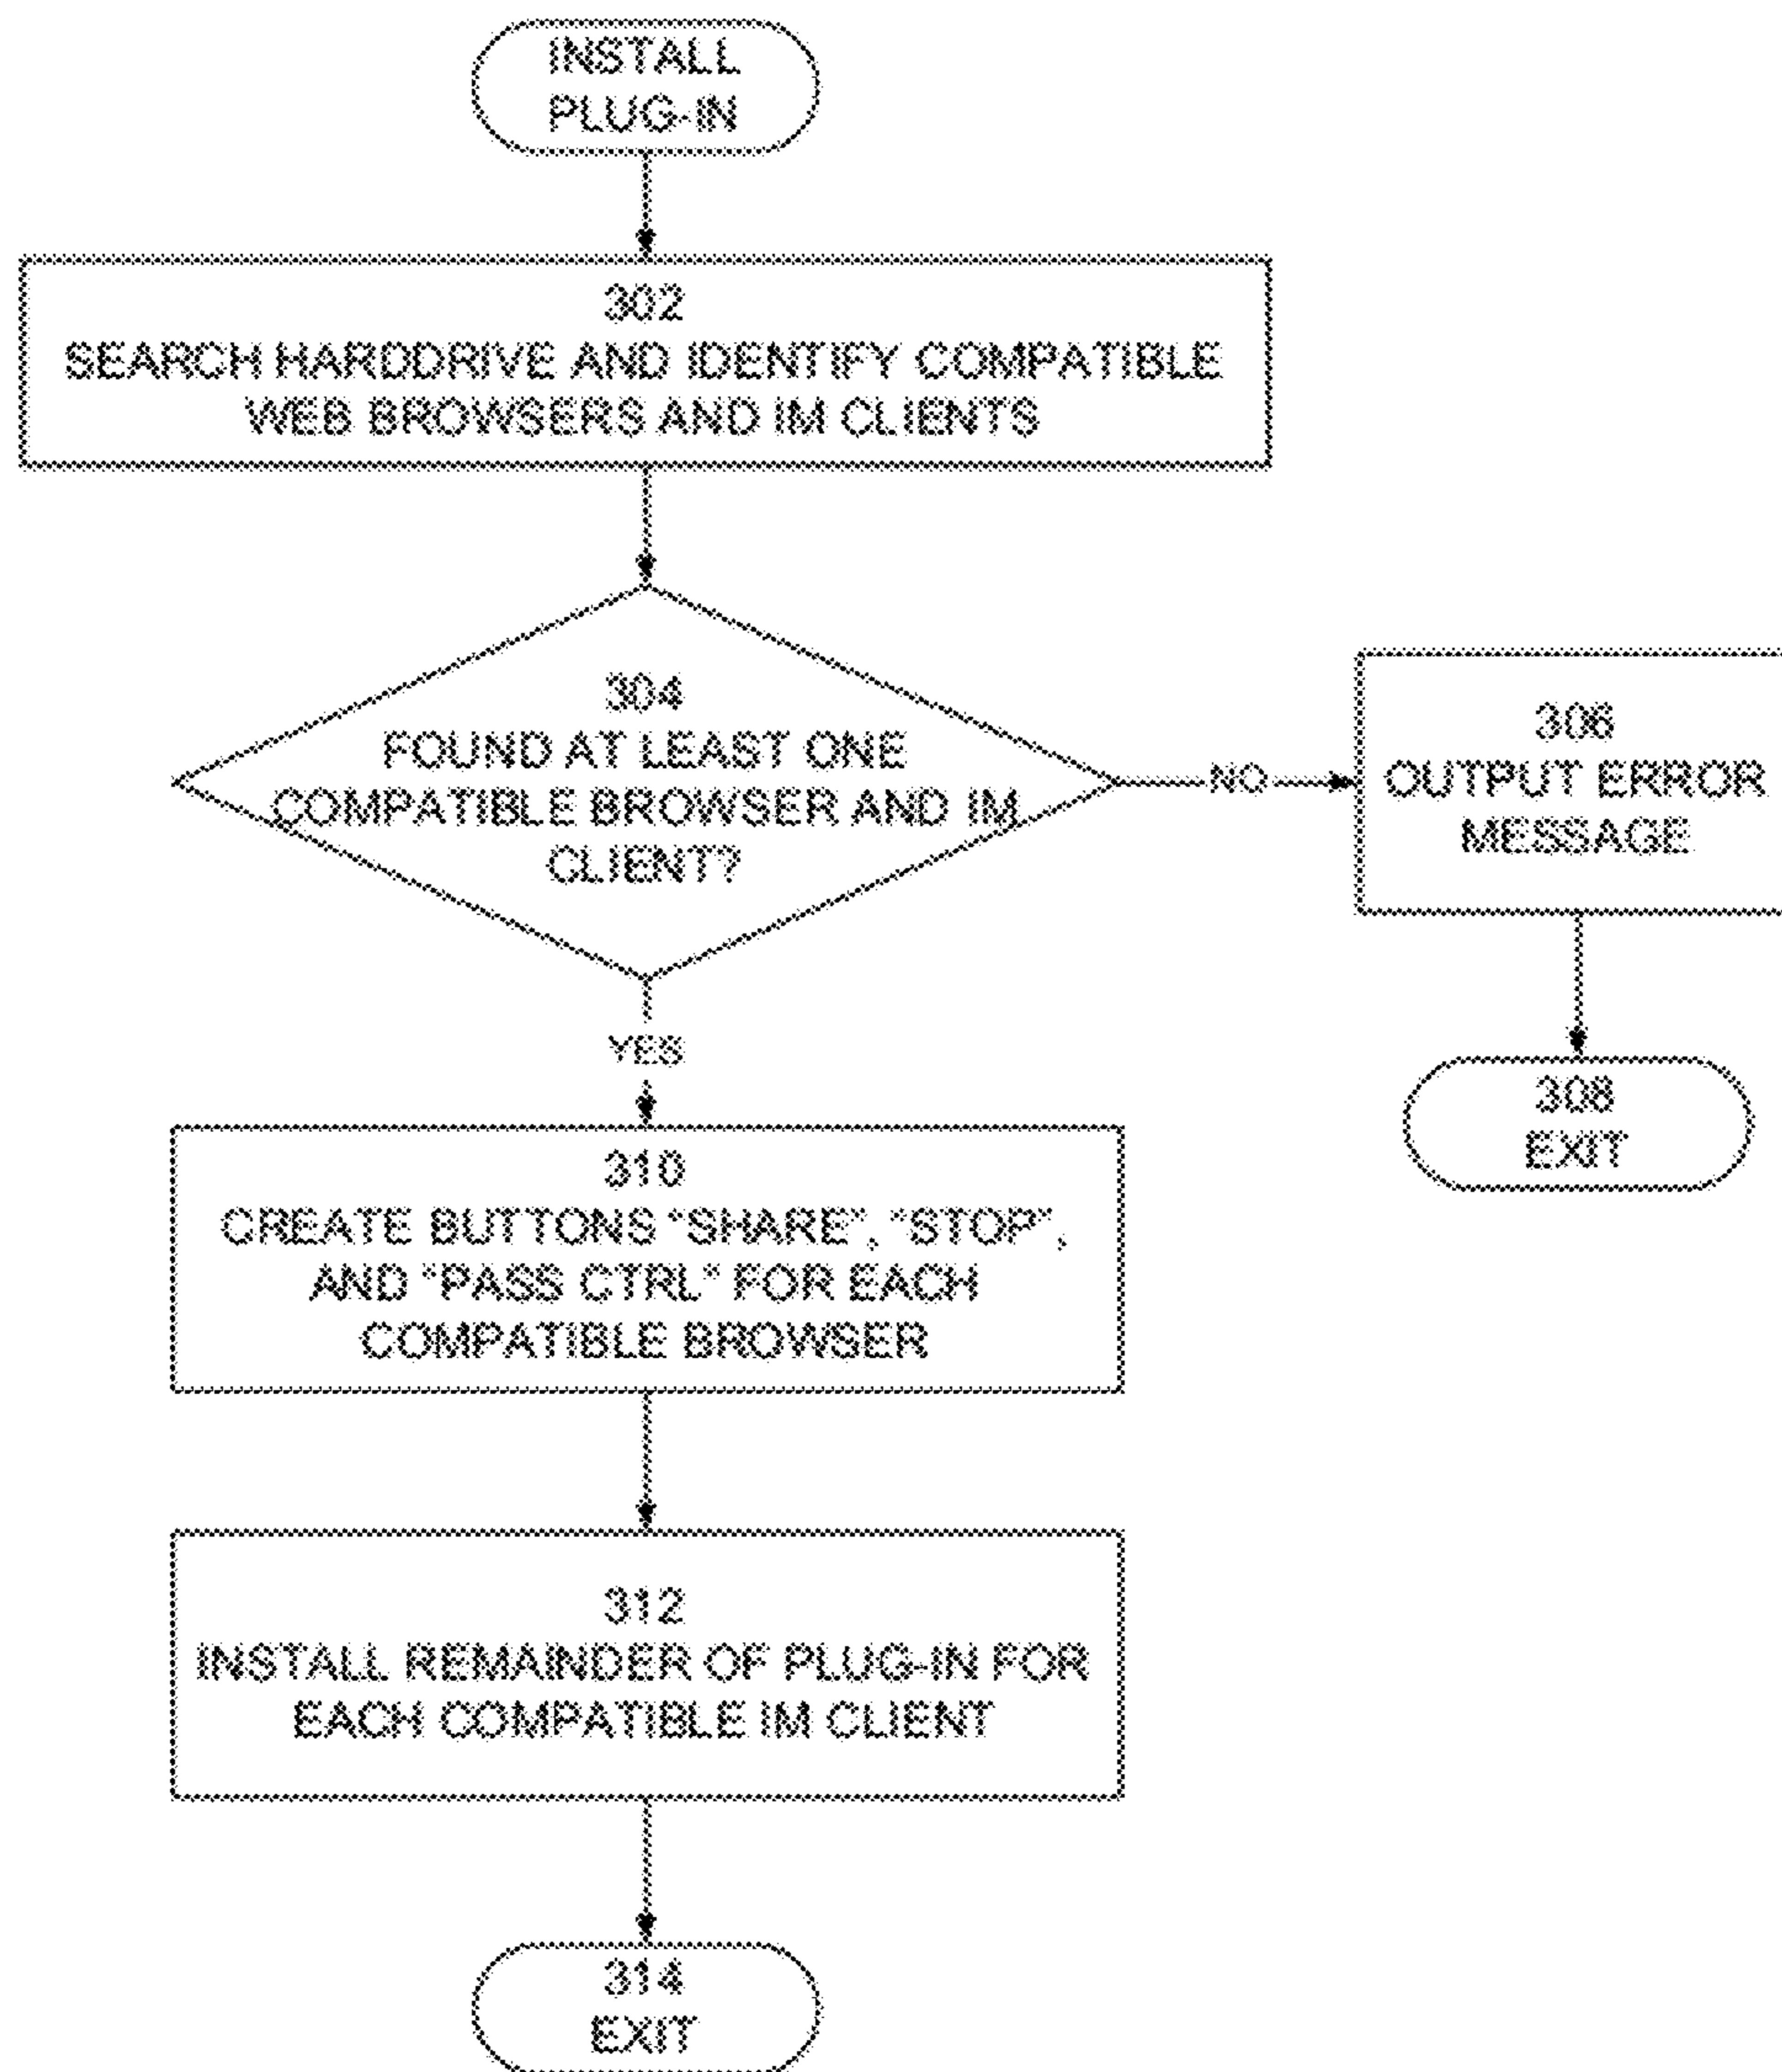 INSTALL
PLUG-IN
302
SEARCH HARDDRIVE AND IDENTIFY COMPATIBLE
WEB BROWSERS AND IM CLIENTS
304
FOUND AT LEAST ONE
COMPATIBLE BROWSER AND IM
CLIENT?
NO
306
OUTPUT ERROR
MESSAGE
308
EXIT
YES
310
CREATE BUTTONS "SHARE", "STOP",
AND "PASS CTRL" FOR EACH
COMPATIBLE BROWSER
312
INSTALL REMAINDER OF PLUG-IN FOR
EACH COMPATIBLE IM CLIENT
314
EXIT